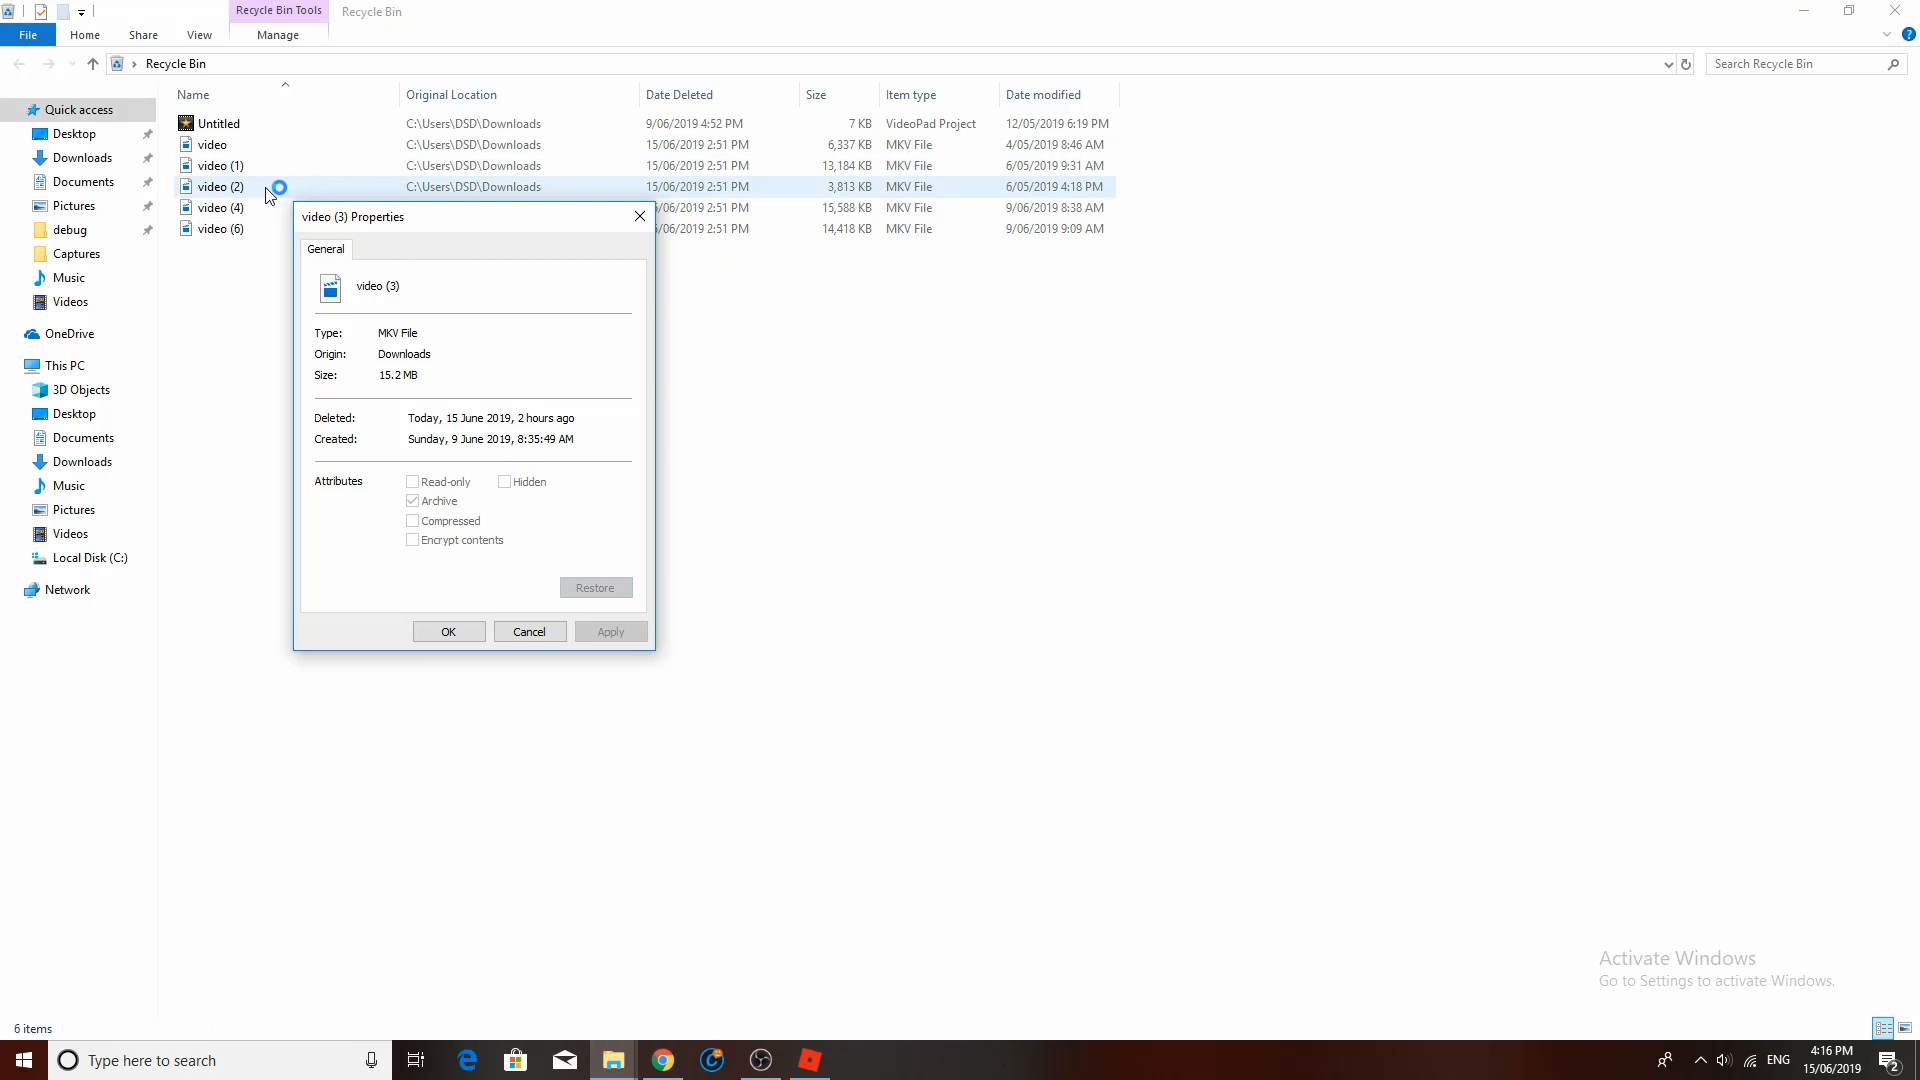 Recycle Bin Tools
Recycle Bin
File
Home
Share
View
Manage
Recycle Bin
Search Recycle Bin
Name
Original Location
Date Deleted
Size
Item type
Date modified
Untitled
C:\Users\DSD\Downloads
9/06/2019 4:52 PM
7 KB
VideoPad Project
12/05/2019 6:19 PM
video
C:\Users\DSD\Downloads
15/06/2019 2:51 PM
6,337 KB
MKV File
4/05/2019 8:46 AM
video (1)
C:\Users\DSD\Downloads
15/06/2019 2:51 PM
13,184 KB
MKV File
6/05/2019 9:31 AM
video (2)
C:\Users\DSD\Downloads
15/06/2019 2:51 PM
3,813 KB
MKV File
6/05/2019 4:18 PM
video (4)
/06/2019 2:51 PM
15,588 KB
MKV File
9/06/2019 8:38 AM
video (6)
/06/2019 2:51 PM
14,418 KB
MKV File
9/06/2019 9:09 AM
Quick access
Desktop
Downloads
Documents
Pictures
debug
Captures
Music
Videos
OneDrive
This PC
3D Objects
Desktop
Documents
Downloads
Music
Pictures
Videos
Local Disk (C:)
Network
video (3) Properties
General
video (3)
Type: MKV File
Origin: Downloads
Size: 15.2 MB
Deleted: Today, 15 June 2019, 2 hours ago
Created: Sunday, 9 June 2019, 8:35:49 AM
Attributes
Read-only
Hidden
Archive
Compressed
Encrypt contents
Restore
OK
Cancel
Apply
Activate Windows
Go to Settings to activate Windows.
6 items
Type here to search
ENG
4:16 PM
15/06/2019
2